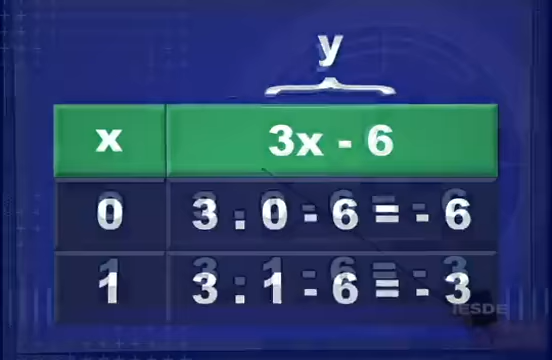 y
x 3x - 6
0 3 . 0 - 6 = - 6
1 3 . 1 - 6 = - 3
IESDE